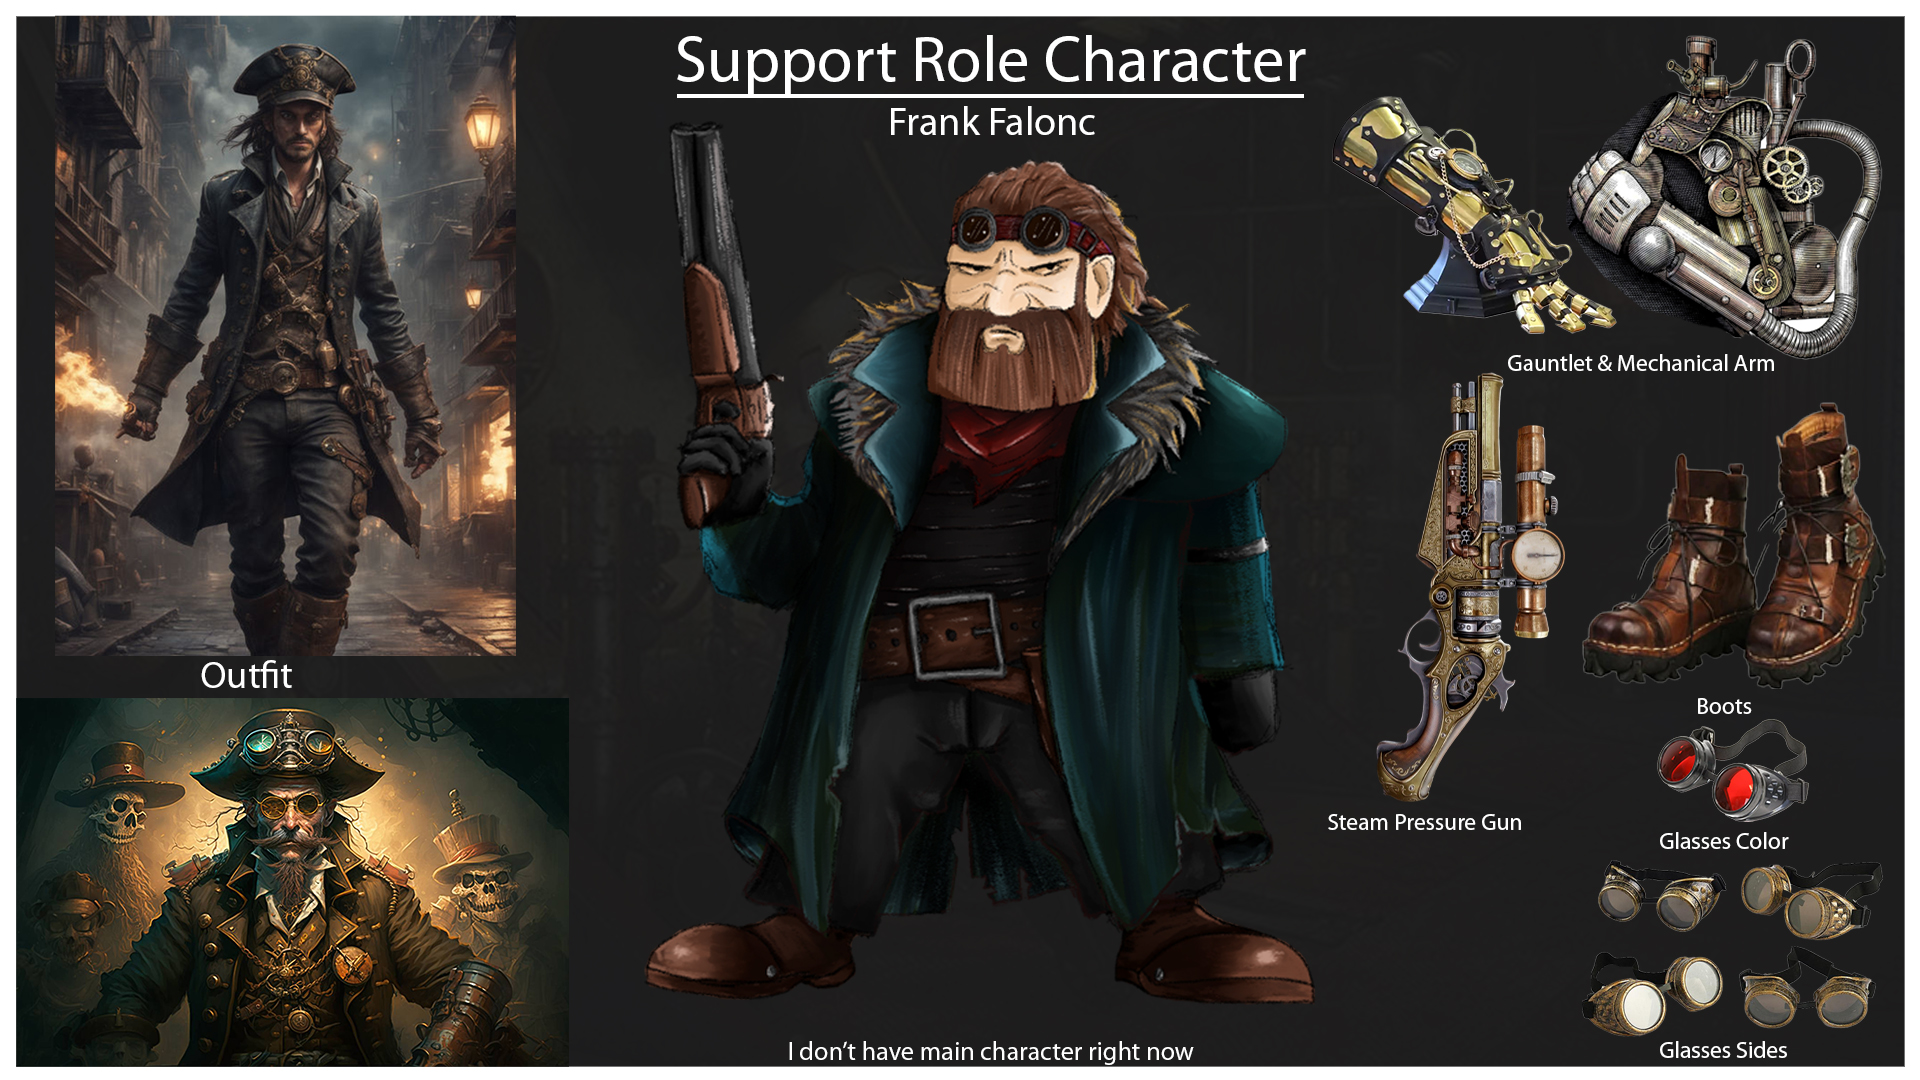 Support Role Character
Frank Falonc
Outfit
Gauntlet & Mechanical Arm
Steam Pressure Gun
Boots
Glasses Color
Glasses Sides
I don't have main character right now